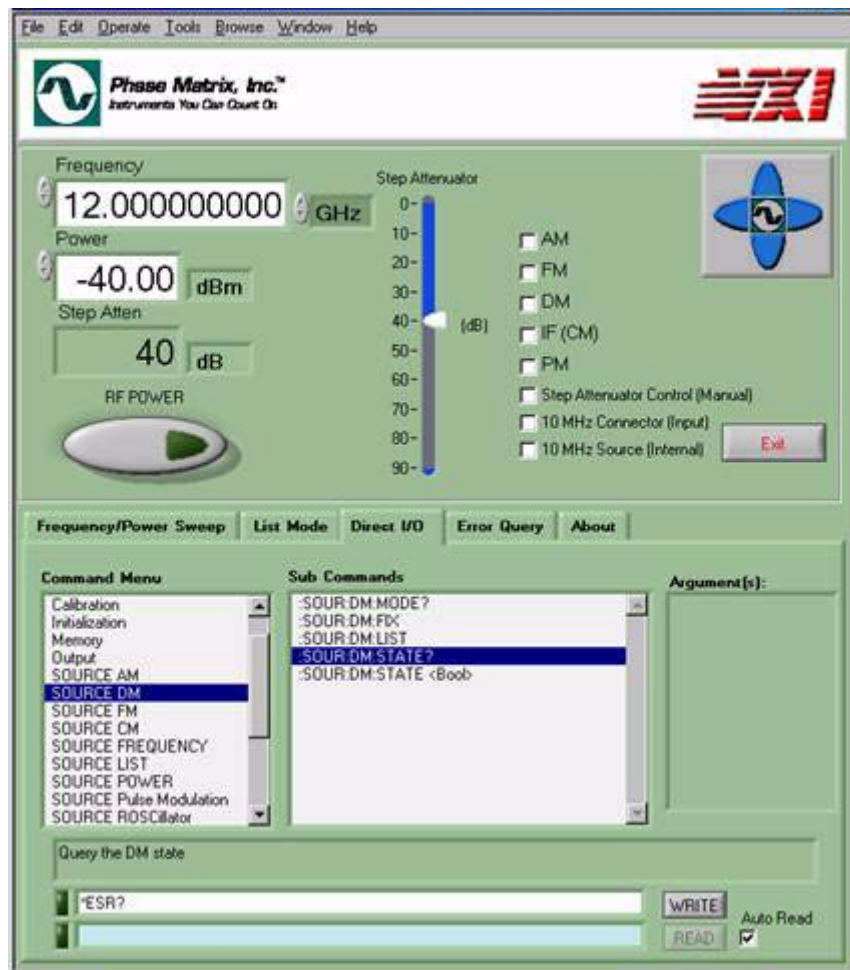 File Edit Operate Tools Browse Window Help
Phase Matrix, Inc.™
Instruments You Can Count On
VXI
Frequency
12.000000000 GHz
Power
-40.00 dBm
Step Atten
40 dB
RF POWER
Step Attenuator
0-
10-
20-
30-
40-
50-
60-
70-
80-
90-
(dB)
AM
FM
DM
IF (CM)
PM
Step Attenuator Control (Manual)
10 MHz Connector (Input)
10 MHz Source (Internal)
Exit
Frequency/Power Sweep List Mode Direct I/O Error Query About
Command Menu
Calibration
Initialization
Memory
Output
SOURCE AM
SOURCE DM
SOURCE FM
SOURCE CM
SOURCE FREQUENCY
SOURCE LIST
SOURCE POWER
SOURCE Pulse Modulation
SOURCE ROSCillator
Sub Commands
:SOUR:DM:MODE?
:SOUR:DM:FIX
:SOUR:DM:LIST
:SOUR:DM:STATE?
:SOUR:DM:STATE <Bool>
Argument(s):
Query the DM state
*ESR?
WRITE
READ
Auto Read